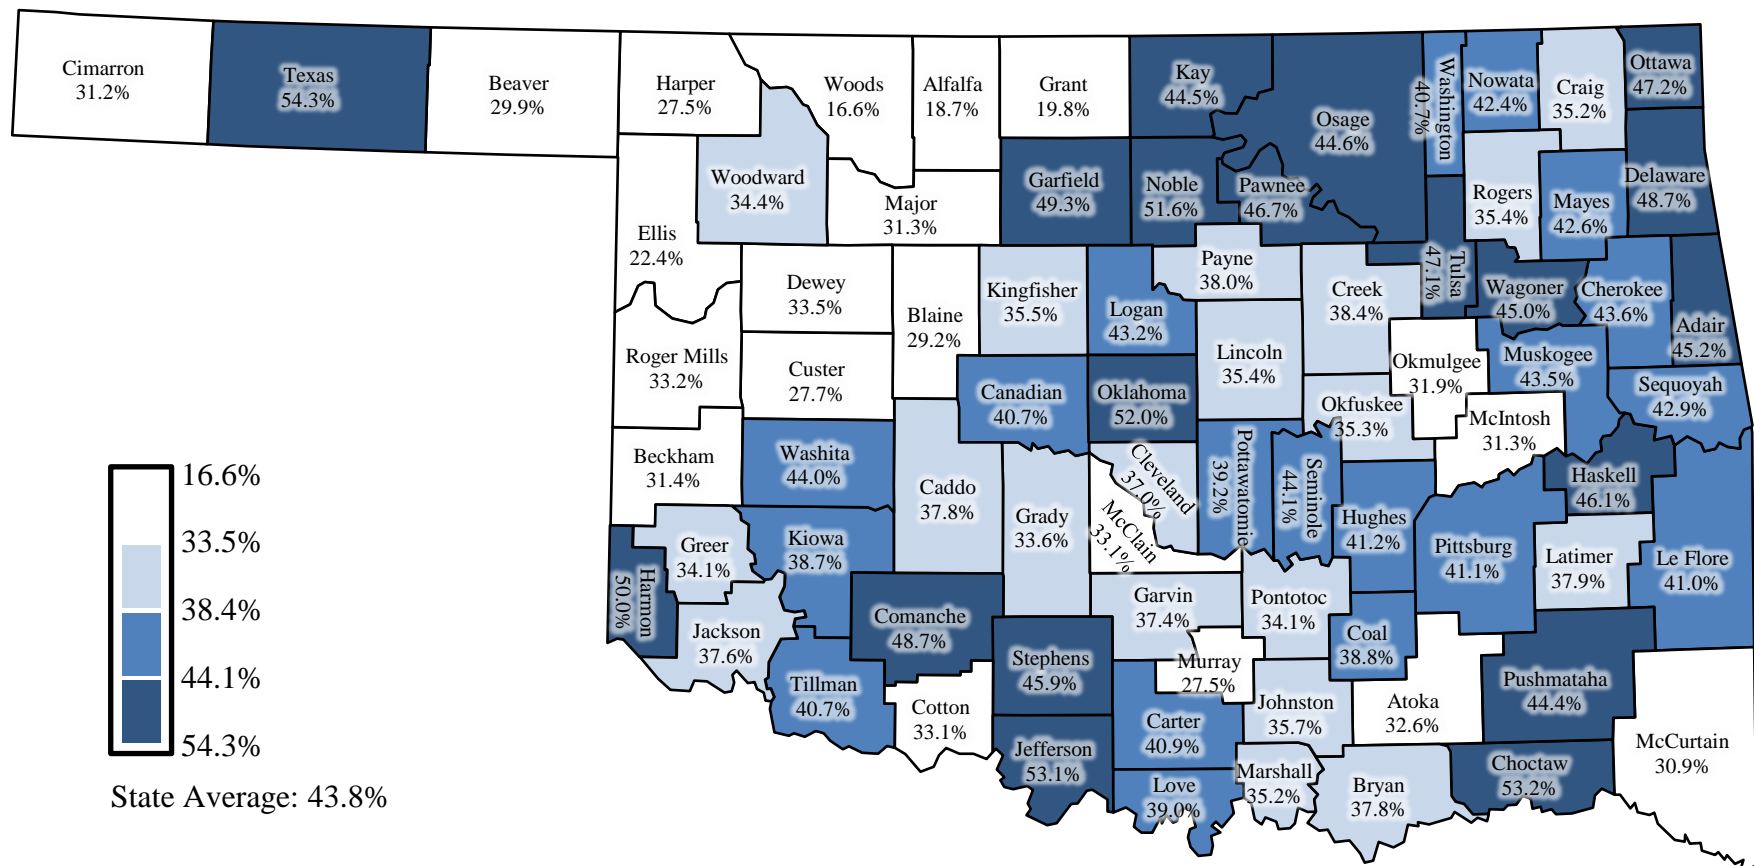 Cimarron
31.2%
Texas
54.3%
Beaver
29.9%
Harper
27.5%
Woods
16.6%
Alfalfa
18.7%
Grant
19.8%
Kay
44.5%
Osage
44.6%
Washington
40.7%
Nowata
42.4%
Craig
35.2%
Ottawa
47.2%
Woodward
34.4%
Major
31.3%
Garfield
49.3%
Noble
51.6%
Pawnee
46.7%
Rogers
35.4%
Mayes
42.6%
Delaware
48.7%
Ellis
22.4%
Dewey
33.5%
Blaine
29.2%
Kingfisher
35.5%
Logan
43.2%
Payne
38.0%
Creek
38.4%
Tulsa
47.1%
Wagoner
45.0%
Cherokee
43.6%
Adair
45.2%
Roger Mills
33.2%
Custer
27.7%
Canadian
40.7%
Oklahoma
52.0%
Lincoln
35.4%
Okfuskee
35.3%
Okmulgee
31.9%
Muskogee
43.5%
Sequoyah
42.9%
McIntosh
31.3%
Beckham
31.4%
Washita
44.0%
Caddo
37.8%
Grady
33.6%
Cleveland
37.0%
McClain
33.1%
Pottawatomie
39.2%
Seminole
44.1%
Hughes
41.2%
Pittsburg
41.1%
Haskell
46.1%
Latimer
37.9%
Le Flore
41.0%
Harmon
50.0%
Greer
34.1%
Kiowa
38.7%
Jackson
37.6%
Tillman
40.7%
Comanche
48.7%
Cotton
33.1%
Stephens
45.9%
Jefferson
53.1%
Garvin
37.4%
Murray
27.5%
Carter
40.9%
Love
39.0%
Pontotoc
34.1%
Johnston
35.7%
Marshall
35.2%
Coal
38.8%
Atoka
32.6%
Bryan
37.8%
Pushmataha
44.4%
Choctaw
53.2%
McCurtain
30.9%
16.6%
33.5%
38.4%
44.1%
54.3%
State Average: 43.8%